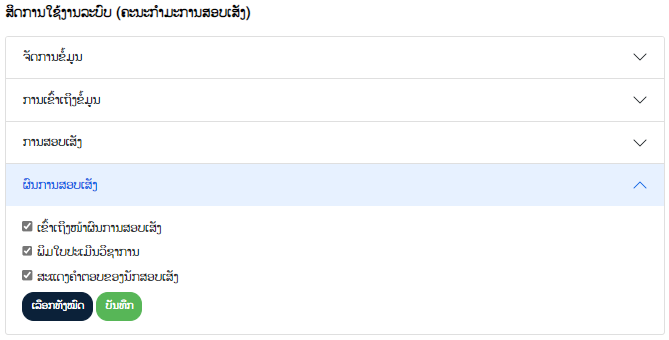 ສິດການໃຊ້ງານລະບົບ (ຄະນະກຳມະການສອບເສັງ)
ຈັດການຂໍ້ມູນ
ການເຂົ້າເຖິງຂໍ້ມູນ
ການສອບເສັງ
ຜົນການສອບເສັງ
ເຂົ້າເຖິງໜ້າຜົນການສອບເສັງ
ພິມໃບປະເມີນວິຊາການ
ສະແດງຄຳຕອບຂອງນັກສອບເສັງ
ເລືອກທັງໝົດ ບັນທຶກ